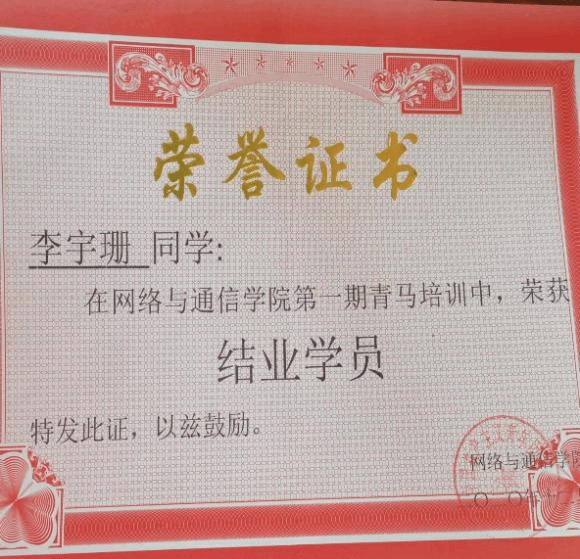 荣誉证书
李宇珊 同学:
在网络与通信学院第一期青马培训中，荣获
结业学员
特发此证，以兹鼓励。
网络与通信学